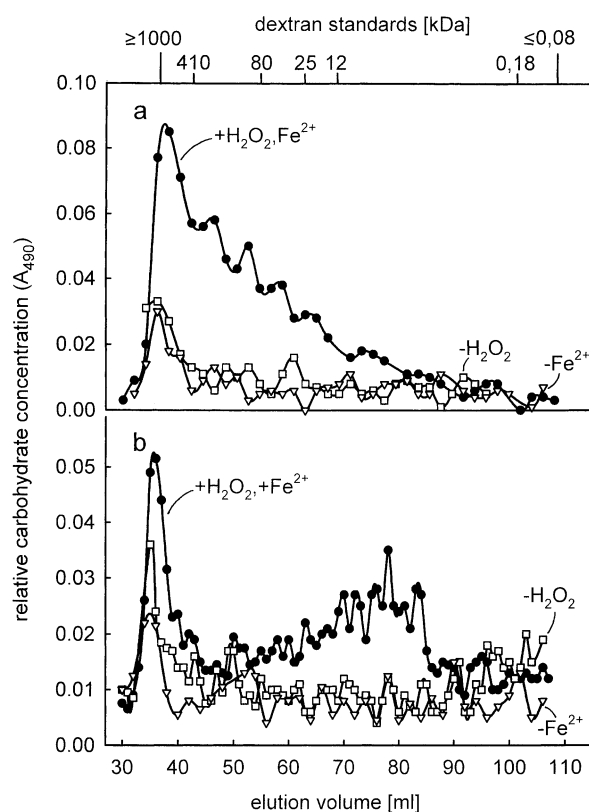 dextran standards [kDa]
≥1000 410 80 25 12 0,18 ≤0,08
relative carbohydrate concentration (A₄₉₀)
0.10
a
+H₂O₂,Fe²⁺
0.08
0.06
0.04
0.02
-H₂O₂
-Fe²⁺
0.00
b
0.05
+H₂O₂,+Fe²⁺
0.04
0.03
-H₂O₂
0.02
0.01
-Fe²⁺
0.00
30 40 50 60 70 80 90 100 110
elution volume [ml]